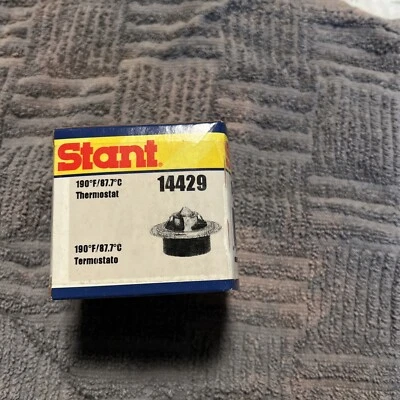 Stant®
190°F/87.7°C 14429
Thermostat
190°F/87.7°C
Termostato